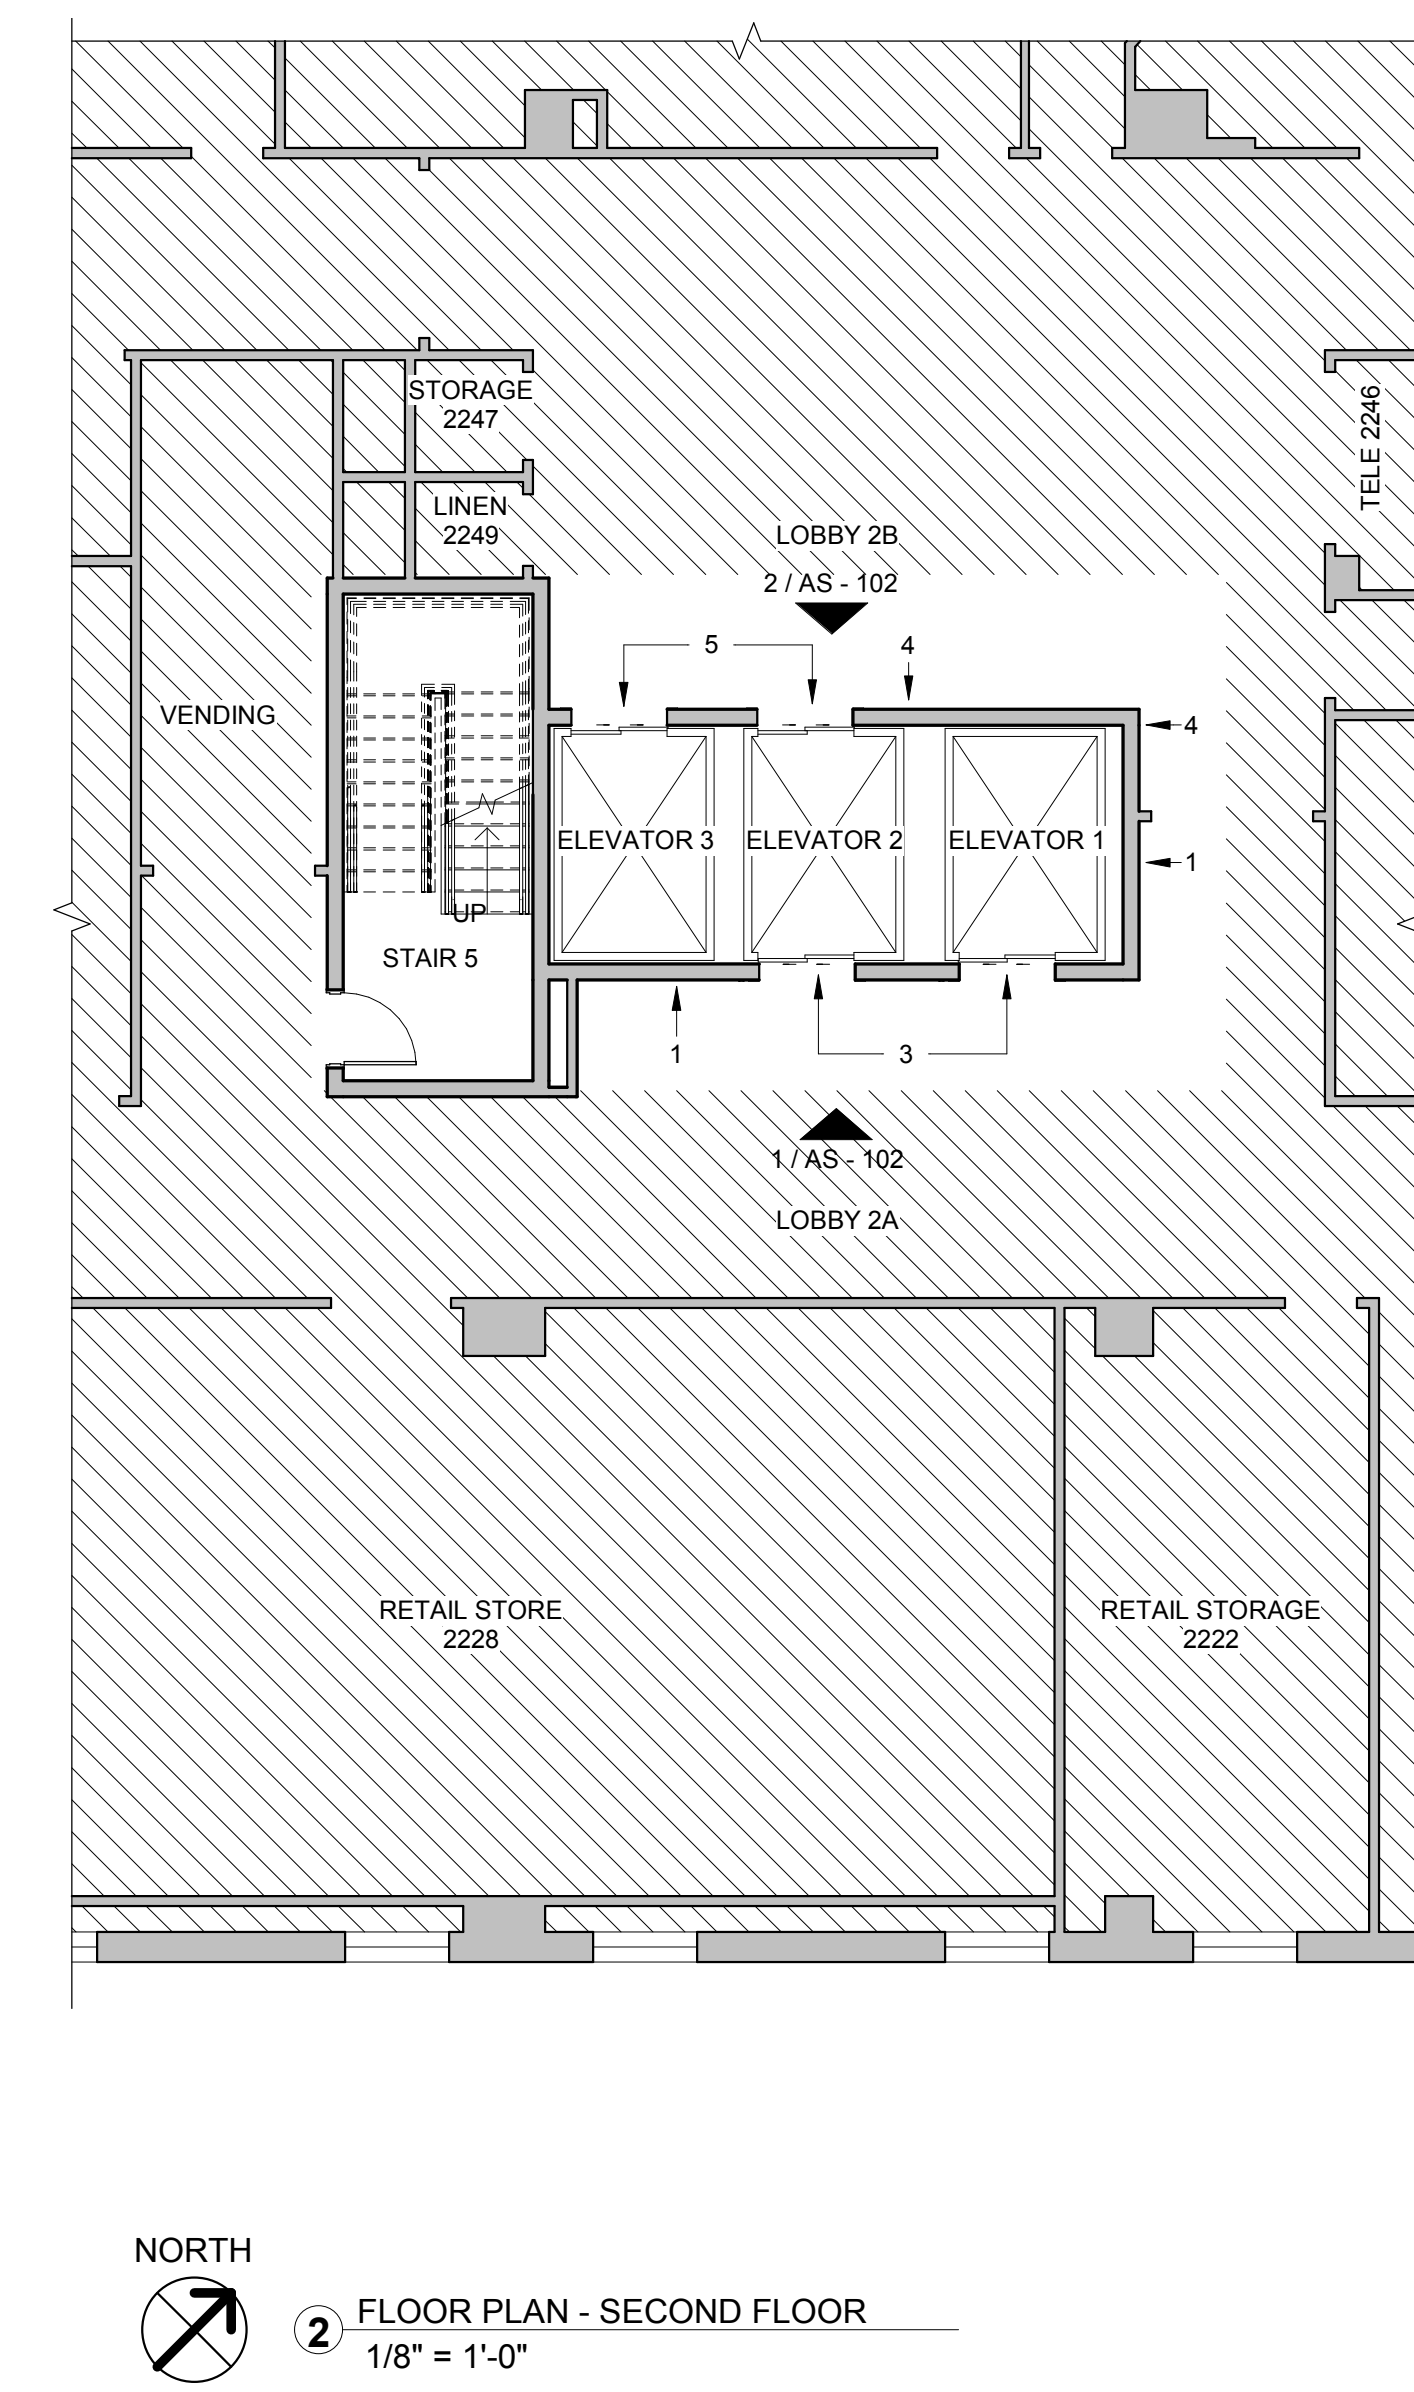 STORAGE
2247
TELE 2246
LINEN
2249
LOBBY 2B
2 / AS - 102
5
4
VENDING
4
ELEVATOR 3
ELEVATOR 2
ELEVATOR 1
1
UP
STAIR 5
1
3
1 / AS - 102
LOBBY 2A
RETAIL STORE
2228
RETAIL STORAGE
2222
NORTH
2
FLOOR PLAN - SECOND FLOOR
1/8" = 1'-0"